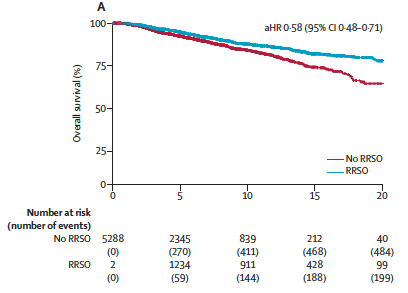 A
aHR 0·58 (95% CI 0·48–0·71)
100
75
50
25
0
Overall survival (%)
No RRSO
RRSO
0 5 10 15 20
Number at risk
(number of events)
No RRSO 5288 2345 839 212 40
(0) (270) (411) (468) (484)
RRSO 2 1234 911 428 99
(0) (59) (144) (188) (199)